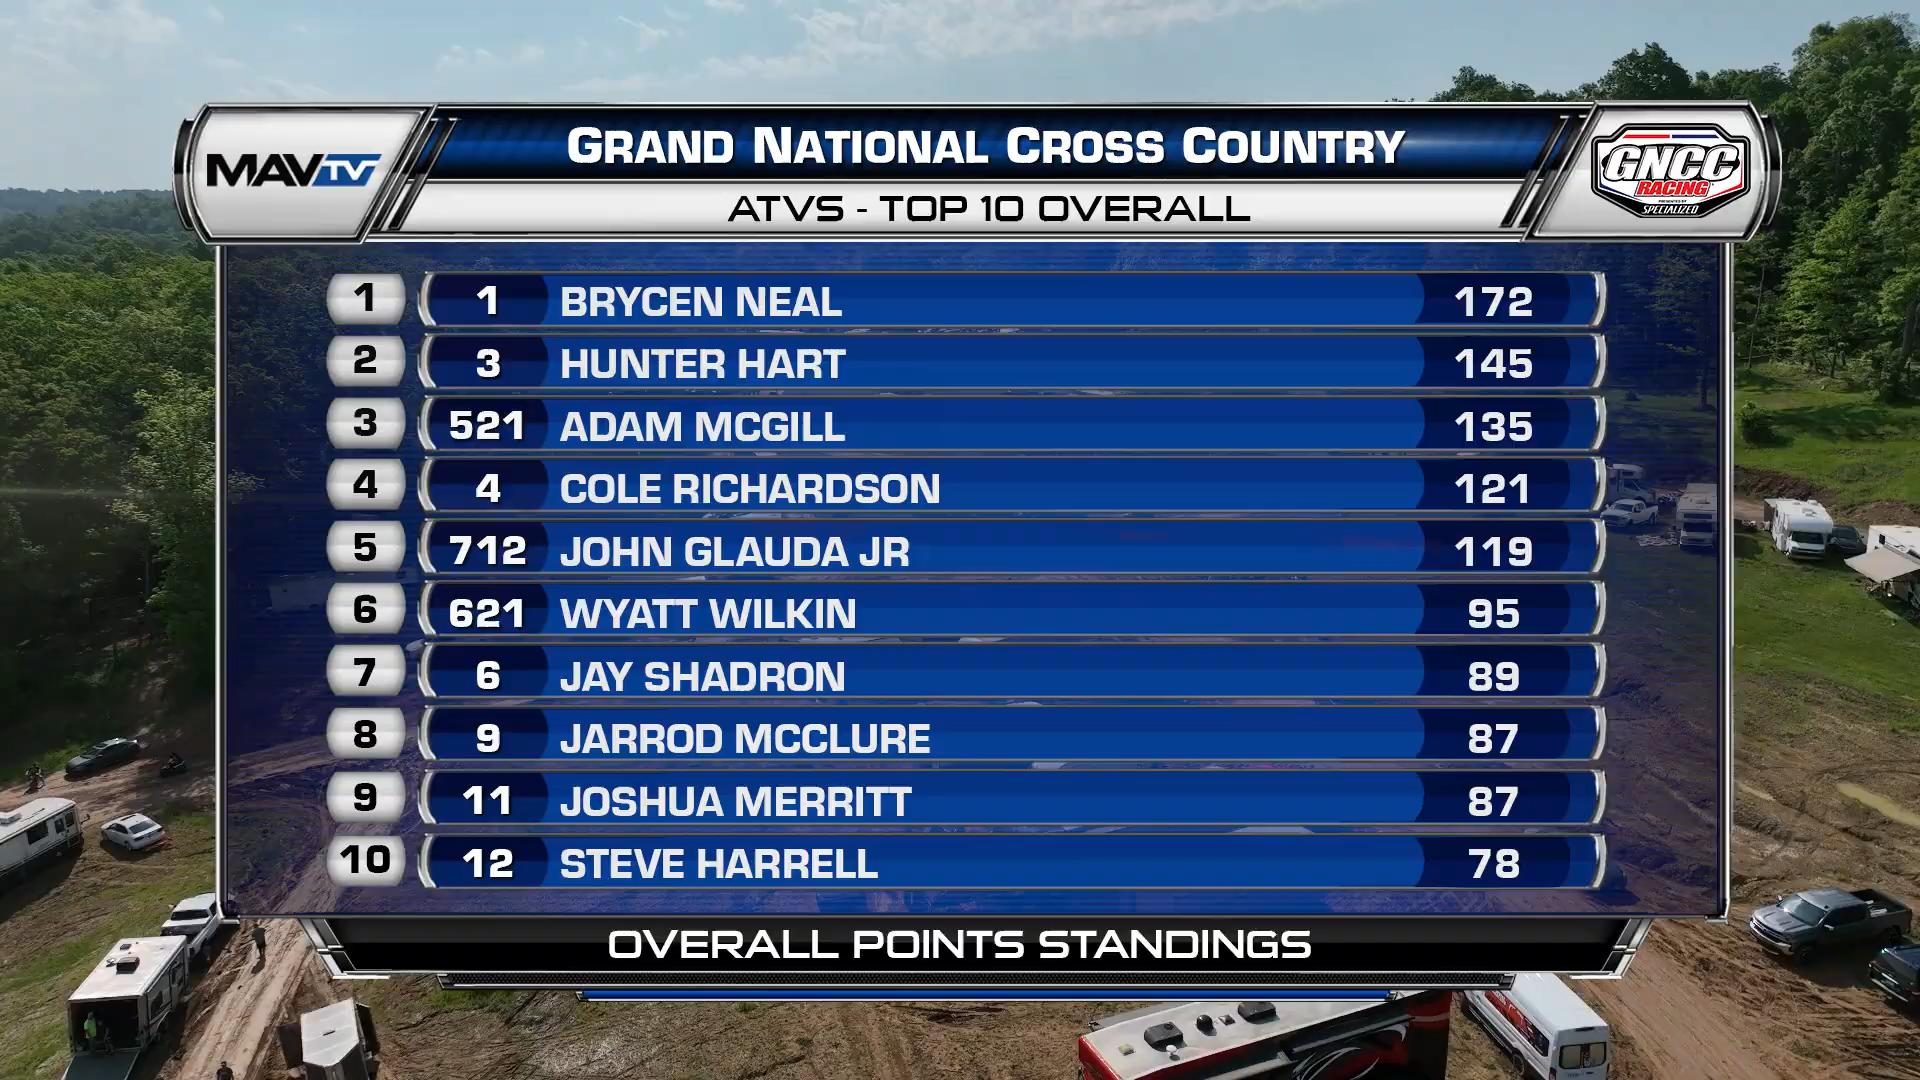 MAVTV
GRAND NATIONAL CROSS COUNTRY
ATVS - TOP 10 OVERALL
GNCC
RACING
PRESENTED BY
SPECIALIZED
1 1 BRYCEN NEAL 172
2 3 HUNTER HART 145
3 521 ADAM MCGILL 135
4 4 COLE RICHARDSON 121
5 712 JOHN GLAUDA JR 119
6 621 WYATT WILKIN 95
7 6 JAY SHADRON 89
8 9 JARROD MCCLURE 87
9 11 JOSHUA MERRITT 87
10 12 STEVE HARRELL 78
OVERALL POINTS STANDINGS